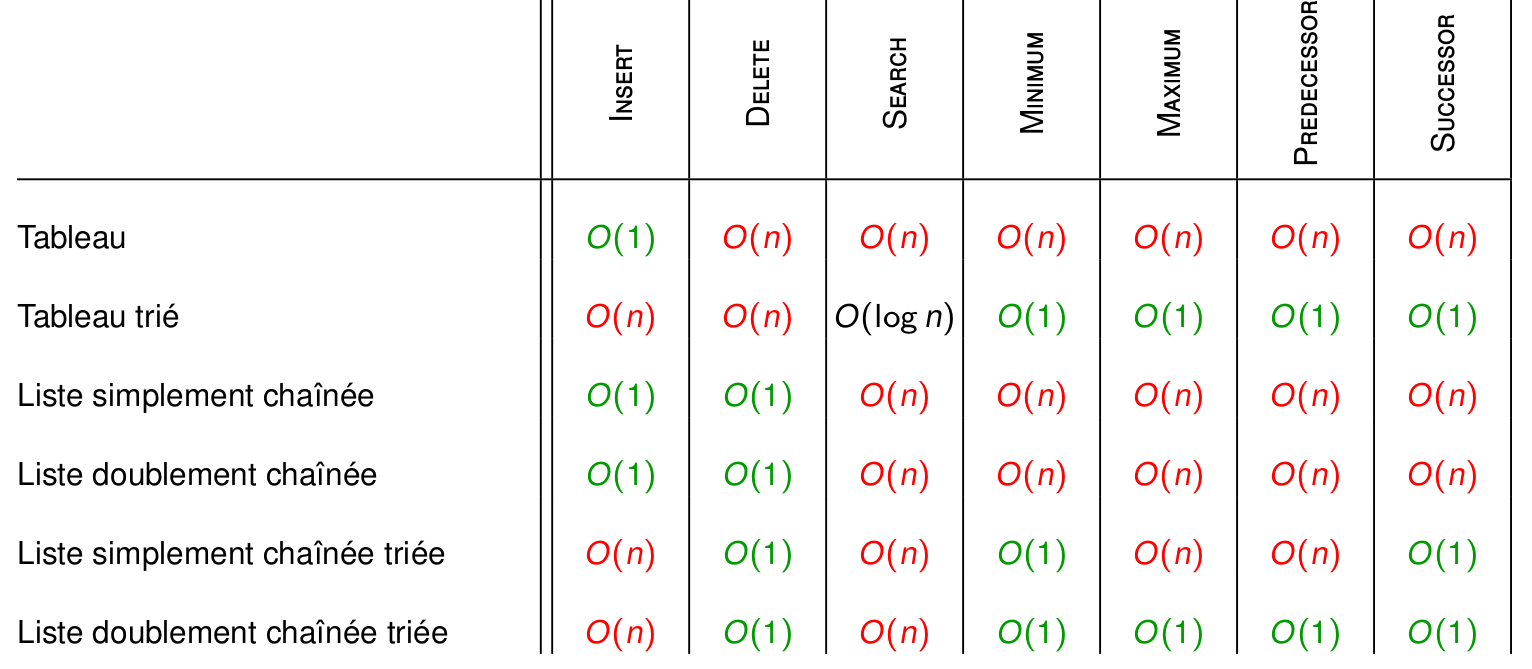 INSERT DELETE SEARCH MINIMUM MAXIMUM PREDECESSOR SUCCESSOR
Tableau O(1) O(n) O(n) O(n) O(n) O(n) O(n)
Tableau trié O(n) O(n) O(log n) O(1) O(1) O(1) O(1)
Liste simplement chaînée O(1) O(1) O(n) O(n) O(n) O(n) O(n)
Liste doublement chaînée O(1) O(1) O(n) O(n) O(n) O(n) O(n)
Liste simplement chaînée triée O(n) O(1) O(n) O(1) O(n) O(n) O(1)
Liste doublement chaînée triée O(n) O(1) O(n) O(1) O(1) O(1) O(1)